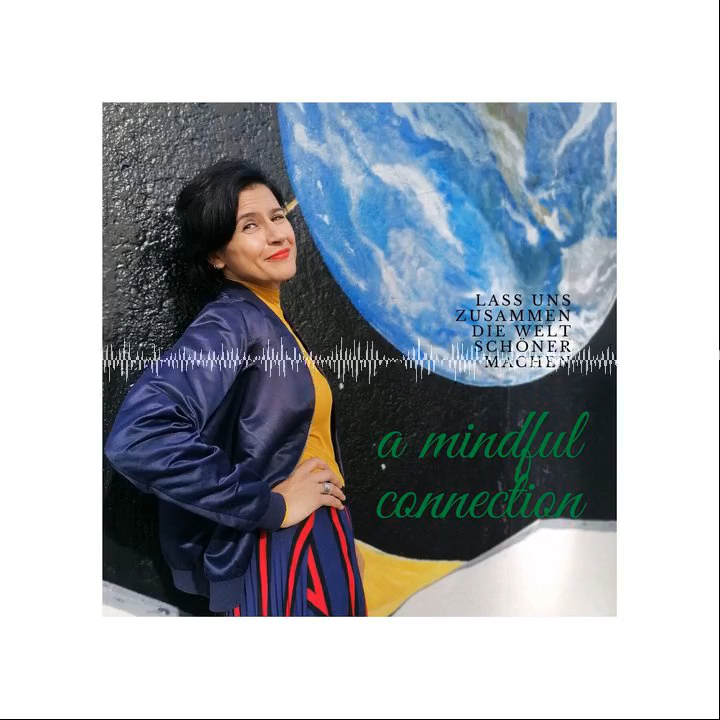 LASS UNS
ZUSAMMEN
DIE WELT
SCHÖNER
MACHEN
a mindful
connection